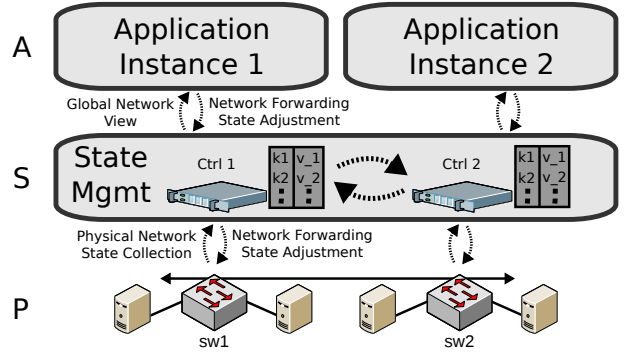 A
Application
Instance 1
Application
Instance 2
Global Network
View
Network Forwarding
State Adjustment
S
State
Mgmt
Ctrl 1
k1 v_1
k2 v_2
Ctrl 2
k1 v_1
k2 v_2
Physical Network
State Collection
Network Forwarding
State Adjustment
P
sw1
sw2